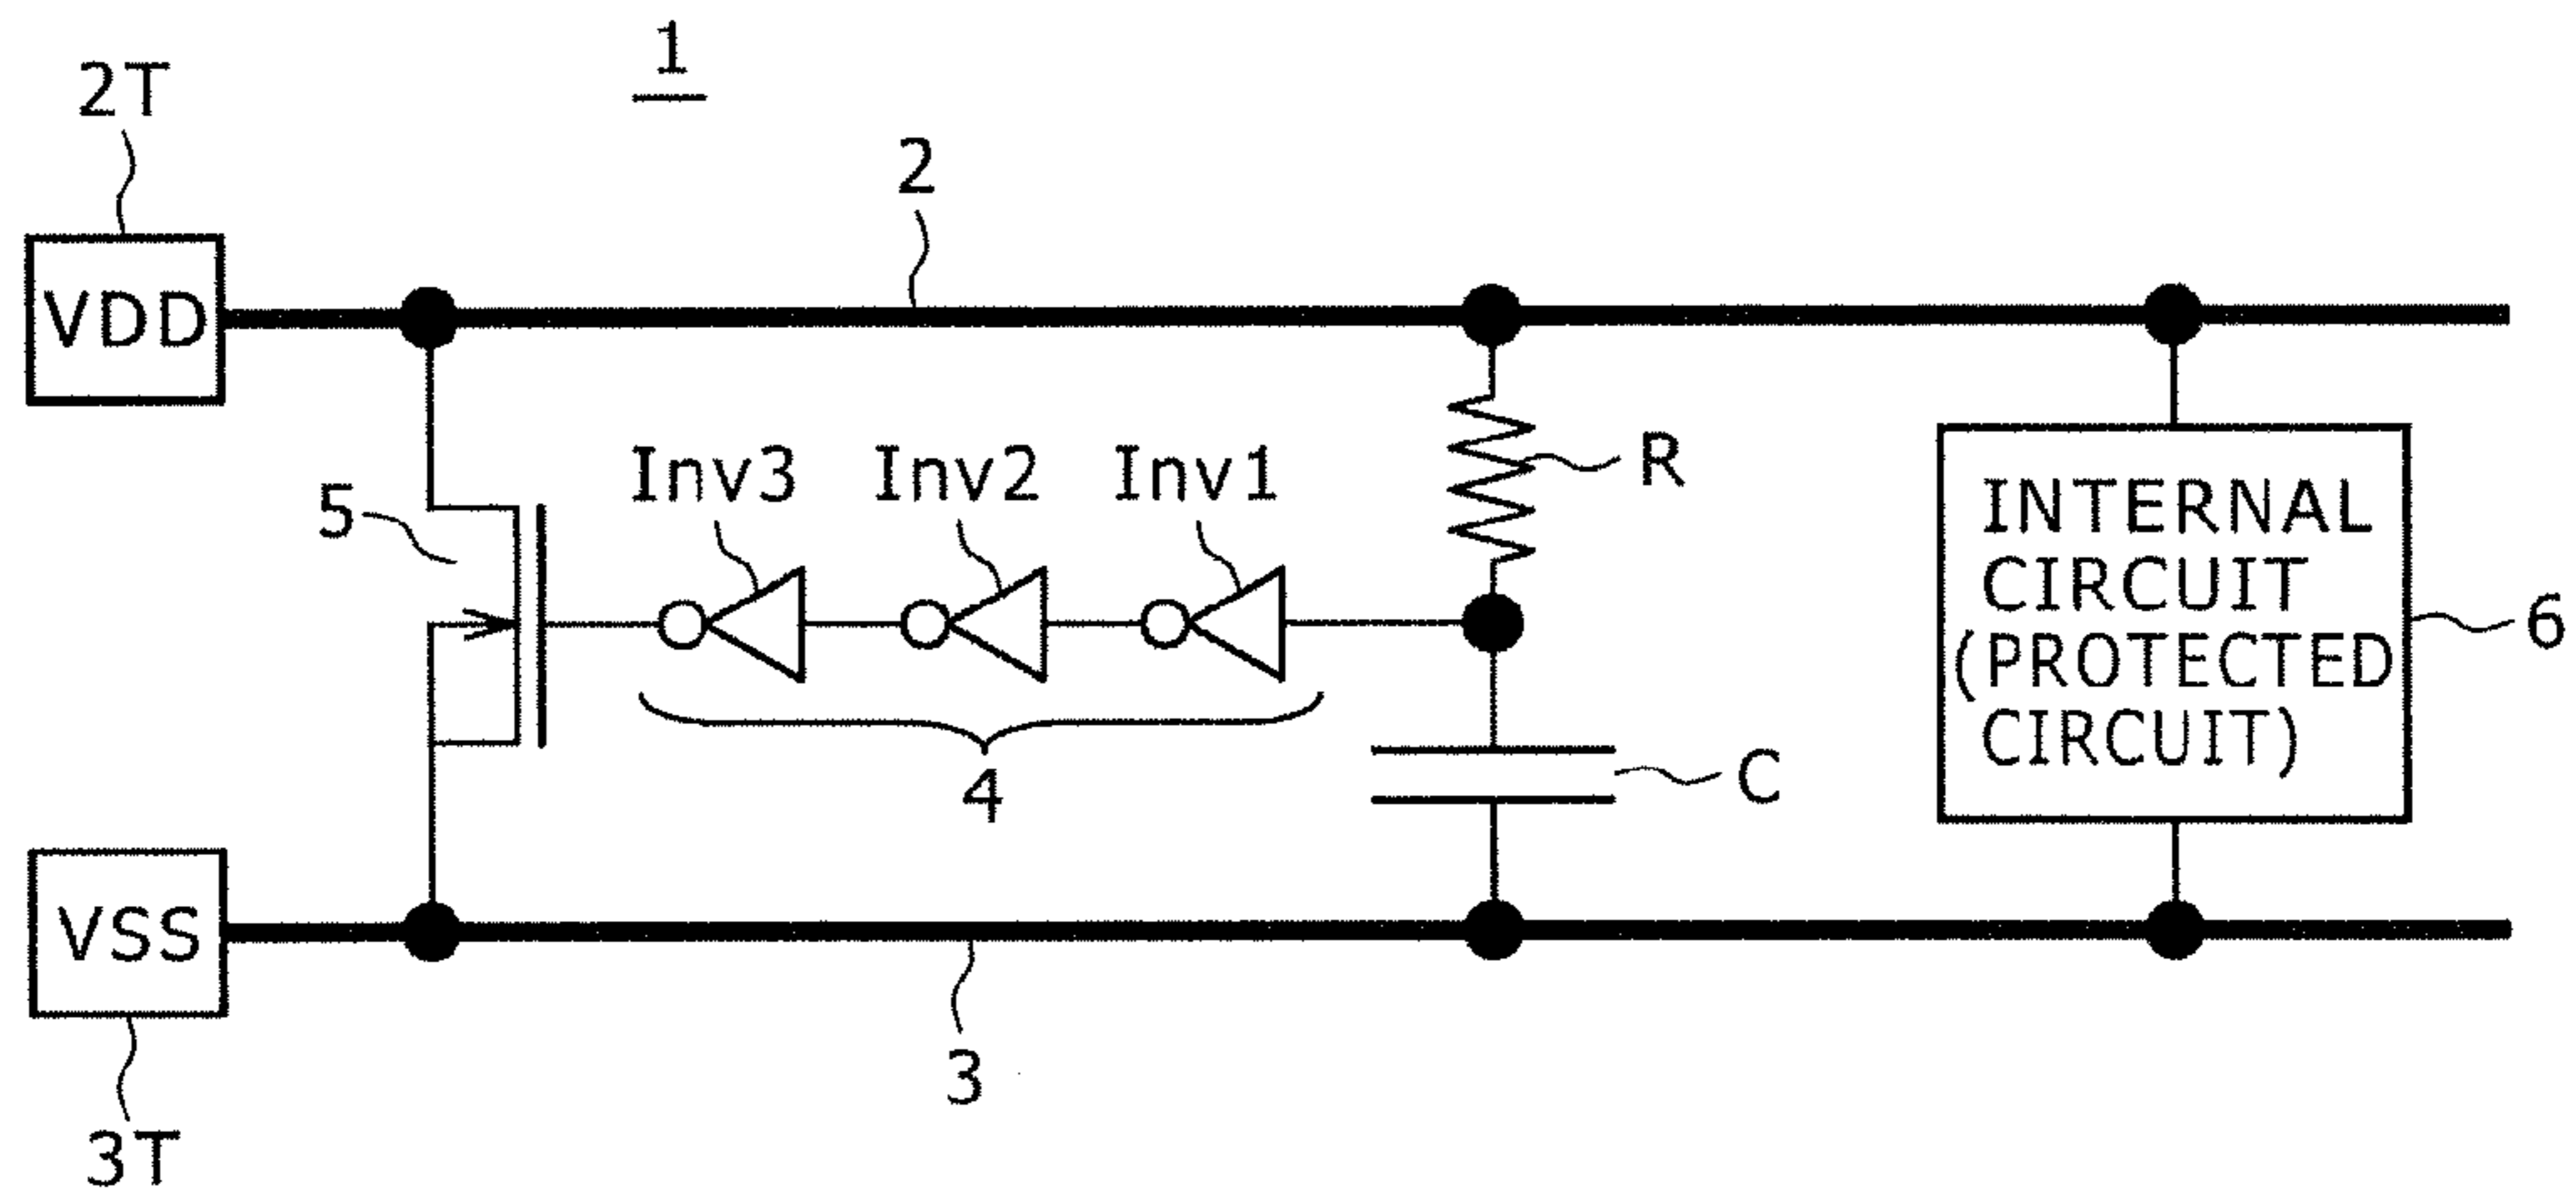 1
2T
2
VDD
5
Inv3
Inv2
Inv1
R
INTERNAL
CIRCUIT
(PROTECTED
CIRCUIT)
6
4
C
VSS
3
3T